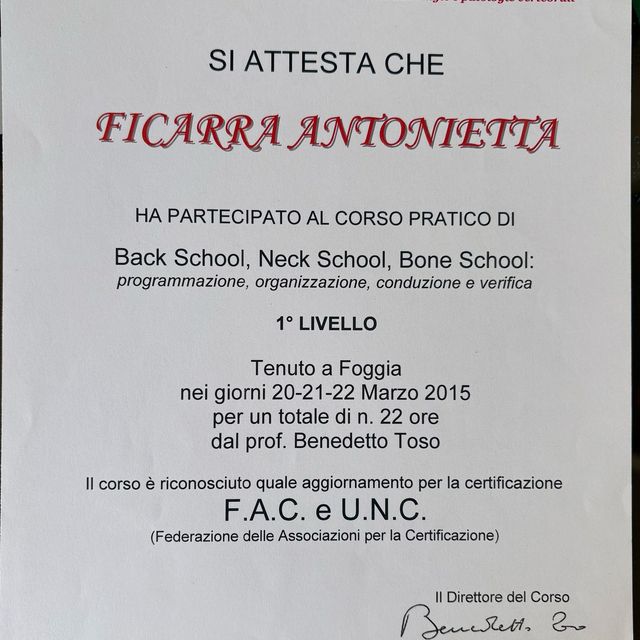 SI ATTESTA CHE
FICARRA ANTONIETTA
HA PARTECIPATO AL CORSO PRATICO DI
Back School, Neck School, Bone School:
programmazione, organizzazione, conduzione e verifica
1° LIVELLO
Tenuto a Foggia
nei giorni 20-21-22 Marzo 2015
per un totale di n. 22 ore
dal prof. Benedetto Toso
Il corso è riconosciuto quale aggiornamento per la certificazione
F.A.C. e U.N.C.
(Federazione delle Associazioni per la Certificazione)
Il Direttore del Corso